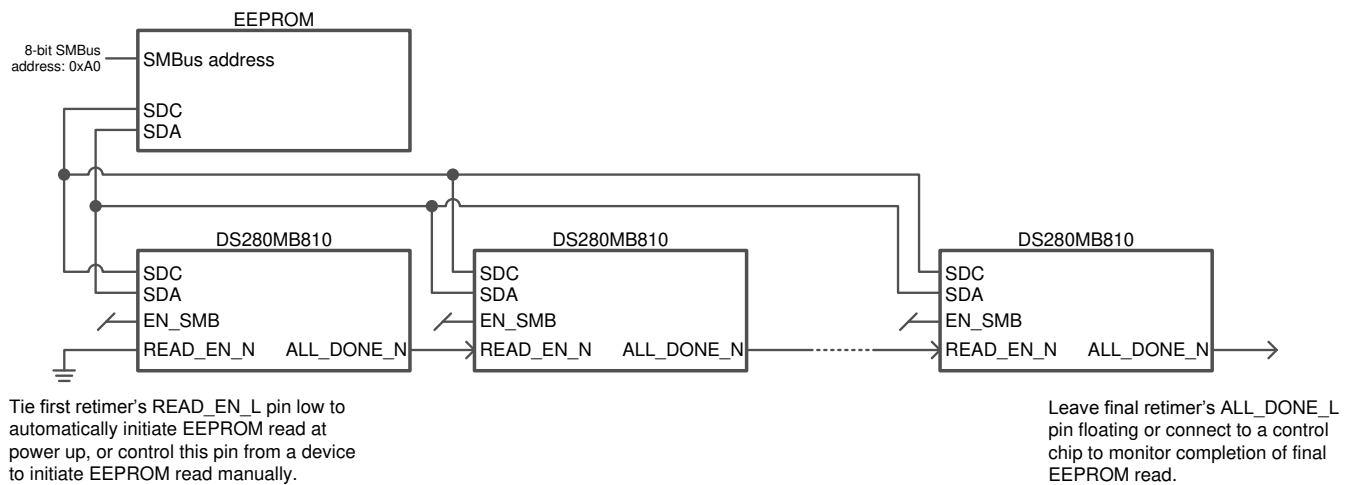 EEPROM
8-bit SMBus
address: 0xA0
SMBus address
SDC
SDA
DS280MB810
SDC
SDA
EN_SMB
READ_EN_N ALL_DONE_N
DS280MB810
SDC
SDA
EN_SMB
READ_EN_N ALL_DONE_N
DS280MB810
SDC
SDA
EN_SMB
READ_EN_N ALL_DONE_N
Tie first retimer's READ_EN_L pin low to
automatically initiate EEPROM read at
power up, or control this pin from a device
to initiate EEPROM read manually.
Leave final retimer's ALL_DONE_L
pin floating or connect to a control
chip to monitor completion of final
EEPROM read.